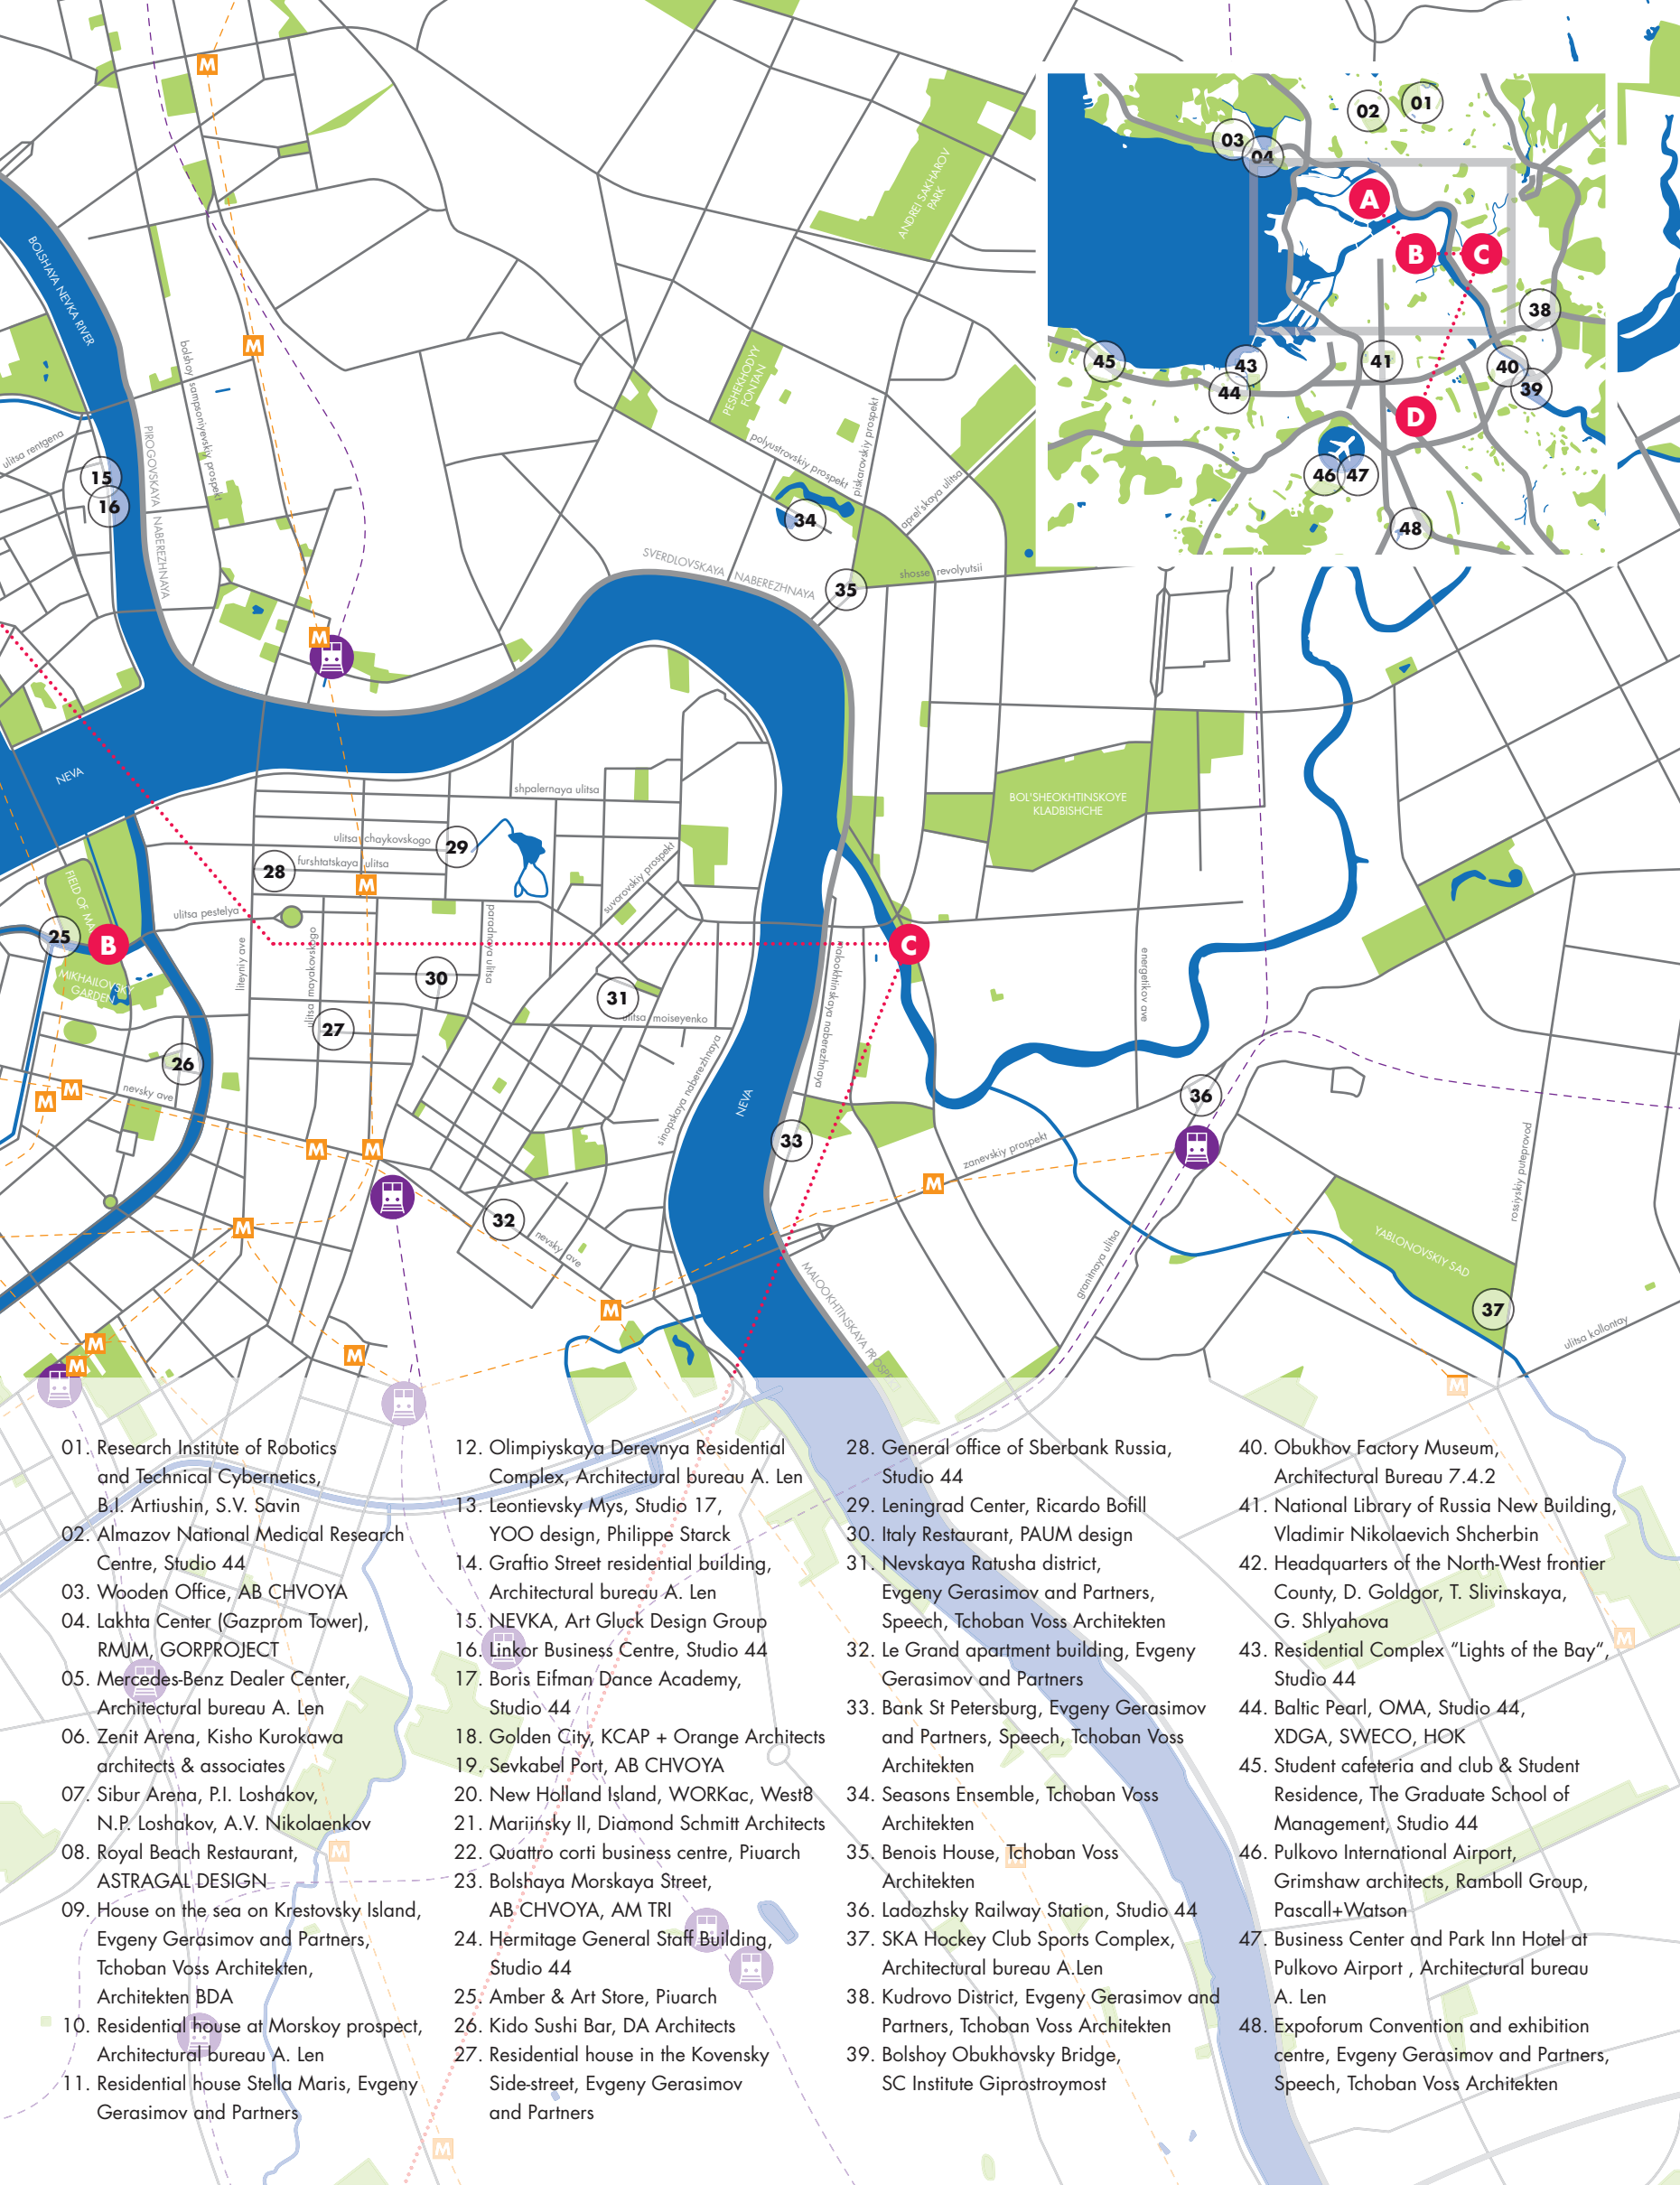 M
BOLSHAYA NEVKA RIVER
ANDREI SAKHAROV
PARK
02
01
03
04
A
B
C
38
45
43
44
41
40
39
D
46
47
48
M
bolshoy sampsoniyevskiy prospekt
PIROGOVSKAYA NABEREZHNAYA
ulitsa rentgena
15
16
PESHEKHODYY
FONTAN
polyustrovskiy prospekt
piskarovskiy prospekt
aprel'skaya ulitsa
34
SVERDLOVSKAYA NABEREZHNAYA
35
shosse revolyutsii
M
NEVA
shpalernaya ulitsa
BOL'SHEOKHTINSKOYE
KLADBISHCHE
ulitsa chaykovskogo
29
28
furshtatskaya ulitsa
M
suvorovskiy prospekt
FIELD OF
ulitsa pestelya
25
B
C
liteyniy ave
ulitsa mayakovskogo
paradnaya ulitsa
malookhtinskaya naberezhnaya
energetikov ave
MIKHAILOVSKY
GARDEN
30
31
ulitsa moiseyenko
27
26
nevsky ave
M
M
sinopskaya naberezhnaya
NEVA
36
33
M
M
zanevskiy prospekt
M
rossiyskiy puteprovod
32
nevsky ave
M
granitnaya ulitsa
YABLONOVSKIY SAD
MALOOKHTINSKAYA PROSPEKT
37
M
ulitsa kollontay
M
M
M
M
01. Research Institute of Robotics
and Technical Cybernetics,
B.I. Artiushin, S.V. Savin
02. Almazov National Medical Research
Centre, Studio 44
03. Wooden Office, AB CHVOYA
04. Lakhta Center (Gazprom Tower),
RMJM, GORPROJECT
05. Mercedes-Benz Dealer Center,
Architectural bureau A. Len
06. Zenit Arena, Kisho Kurokawa
architects & associates
07. Sibur Arena, P.I. Loshakov,
N.P. Loshakov, A.V. Nikolaenkov
08. Royal Beach Restaurant,
ASTRAGAL DESIGN
09. House on the sea on Krestovsky Island,
Evgeny Gerasimov and Partners,
Tchoban Voss Architekten,
Architekten BDA
10. Residential house at Morskoy prospect,
Architectural bureau A. Len
11. Residential house Stella Maris, Evgeny
Gerasimov and Partners
12. Olimpiyskaya Derevnya Residential
Complex, Architectural bureau A. Len
13. Leontievsky Mys, Studio 17,
YOO design, Philippe Starck
14. Graftio Street residential building,
Architectural bureau A. Len
15. NEVKA, Art Gluck Design Group
16. Linkor Business Centre, Studio 44
17. Boris Eifman Dance Academy,
Studio 44
18. Golden City, KCAP + Orange Architects
19. Sevkabel Port, AB CHVOYA
20. New Holland Island, WORKac, West8
21. Mariinsky II, Diamond Schmitt Architects
22. Quattro corti business centre, Piuarch
23. Bolshaya Morskaya Street,
AB CHVOYA, AM TRI
24. Hermitage General Staff Building,
Studio 44
25. Amber & Art Store, Piuarch
26. Kido Sushi Bar, DA Architects
27. Residential house in the Kovensky
Side-street, Evgeny Gerasimov
and Partners
28. General office of Sberbank Russia,
Studio 44
29. Leningrad Center, Ricardo Bofill
30. Italy Restaurant, PAUM design
31. Nevskaya Ratusha district,
Evgeny Gerasimov and Partners,
Speech, Tchoban Voss Architekten
32. Le Grand apartment building, Evgeny
Gerasimov and Partners
33. Bank St Petersburg, Evgeny Gerasimov
and Partners, Speech, Tchoban Voss
Architekten
34. Seasons Ensemble, Tchoban Voss
Architekten
35. Benois House, Tchoban Voss
Architekten
36. Ladozhsky Railway Station, Studio 44
37. SKA Hockey Club Sports Complex,
Architectural bureau A.Len
38. Kudrovo District, Evgeny Gerasimov and
Partners, Tchoban Voss Architekten
39. Bolshoy Obukhovsky Bridge,
SC Institute Giprostroymost
40. Obukhov Factory Museum,
Architectural Bureau 7.4.2
41. National Library of Russia New Building,
Vladimir Nikolaevich Shcherbin
42. Headquarters of the North-West frontier
County, D. Goldgor, T. Slivinskaya,
G. Shlyahova
43. Residential Complex “Lights of the Bay“,
Studio 44
44. Baltic Pearl, OMA, Studio 44,
XDGA, SWECO, HOK
45. Student cafeteria and club & Student
Residence, The Graduate School of
Management, Studio 44
46. Pulkovo International Airport,
Grimshaw architects, Ramboll Group,
Pascall+Watson
47. Business Center and Park Inn Hotel at
Pulkovo Airport , Architectural bureau
A. Len
48. Expoforum Convention and exhibition
centre, Evgeny Gerasimov and Partners,
Speech, Tchoban Voss Architekten
M
M
M
M